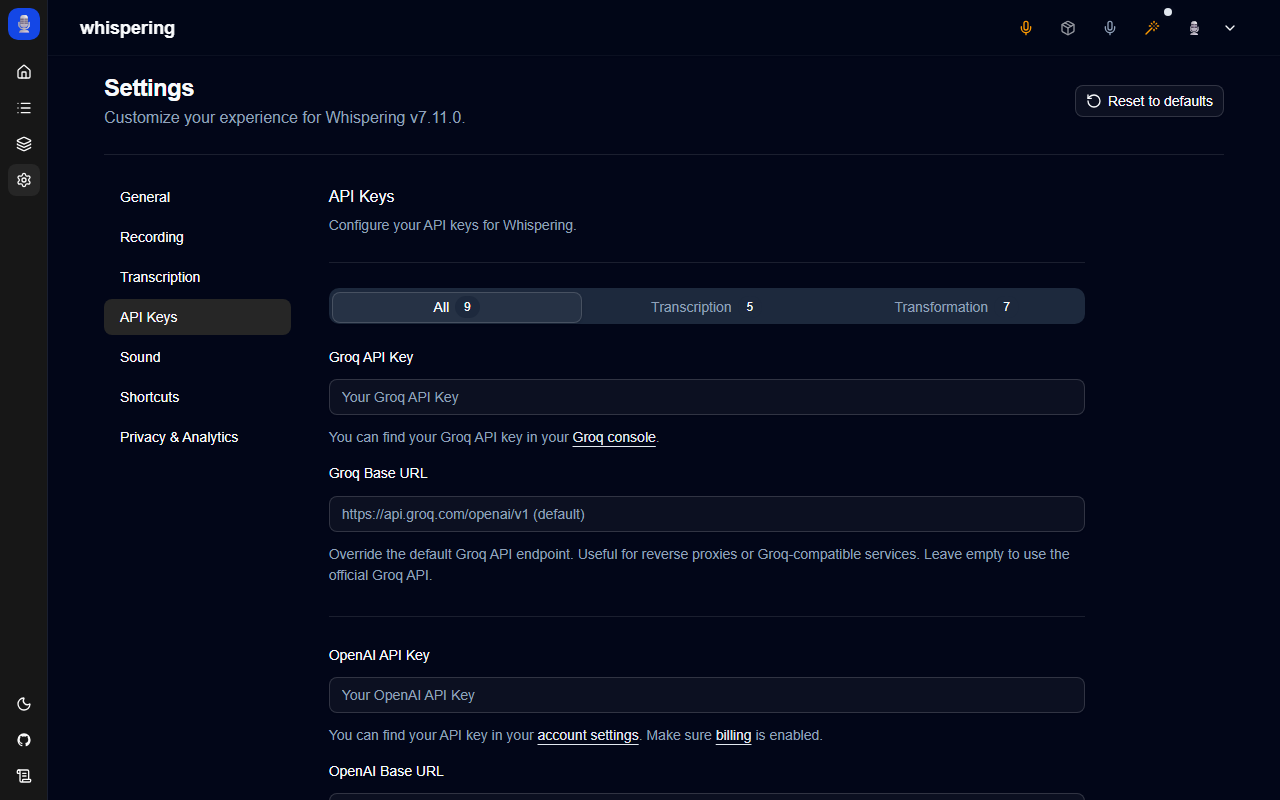 whispering
Settings
Customize your experience for Whispering v7.11.0.
Reset to defaults
General
Recording
Transcription
API Keys
Sound
Shortcuts
Privacy & Analytics
API Keys
Configure your API keys for Whispering.
All 9
Transcription 5
Transformation 7
Groq API Key
Your Groq API Key
You can find your Groq API key in your Groq console.
Groq Base URL
https://api.groq.com/openai/v1 (default)
Override the default Groq API endpoint. Useful for reverse proxies or Groq-compatible services. Leave empty to use the
official Groq API.
OpenAI API Key
Your OpenAI API Key
You can find your API key in your account settings. Make sure billing is enabled.
OpenAI Base URL